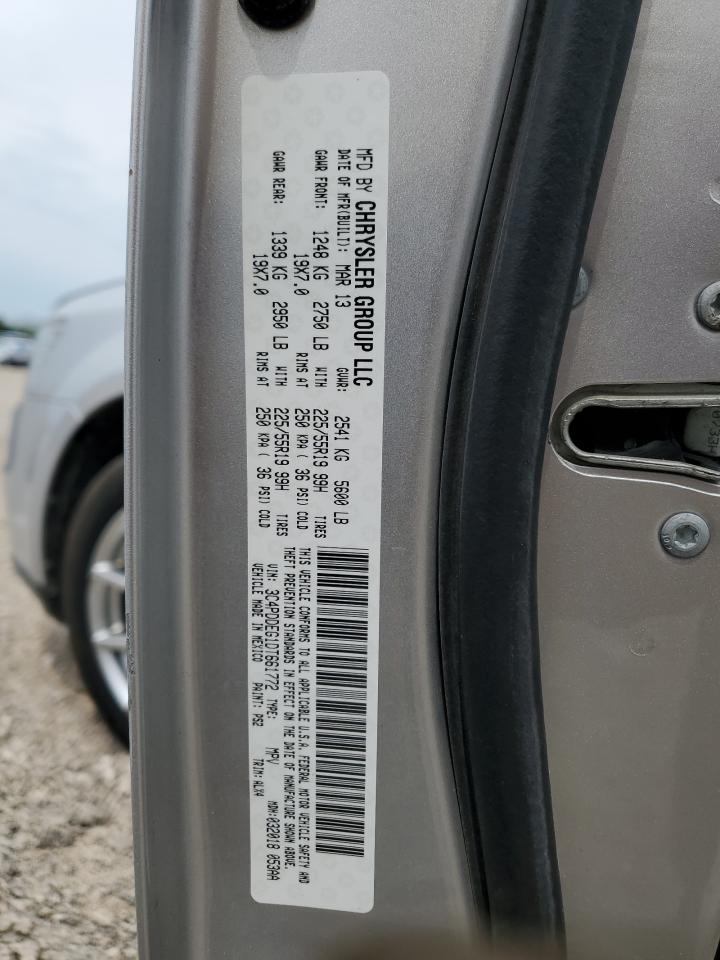 MFD BY CHRYSLER GROUP LLC
DATE OF MFR(BUILT): MAR 13 GVWR: 2541 KG 5600 LB
GAWR FRONT: 1248 KG 2750 LB WITH 225/55R19 99H TIRES
19X7.0 RIMS AT 250 KPA ( 36 PSI) COLD
GAWR REAR: 1339 KG 2950 LB WITH 225/55R19 99H TIRES
19X7.0 RIMS AT 250 KPA ( 36 PSI) COLD
THIS VEHICLE CONFORMS TO ALL APPLICABLE U.S.A. FEDERAL MOTOR VEHICLE SAFETY AND
THEFT PREVENTION STANDARDS IN EFFECT ON THE DATE OF MANUFACTURE SHOWN ABOVE.
VIN: 3C4PDDEG1DT661772 TYPE: MPV MDH:032018 053AA
VEHICLE MADE IN MEXICO PAINT: PS2 TRIM:ALX4